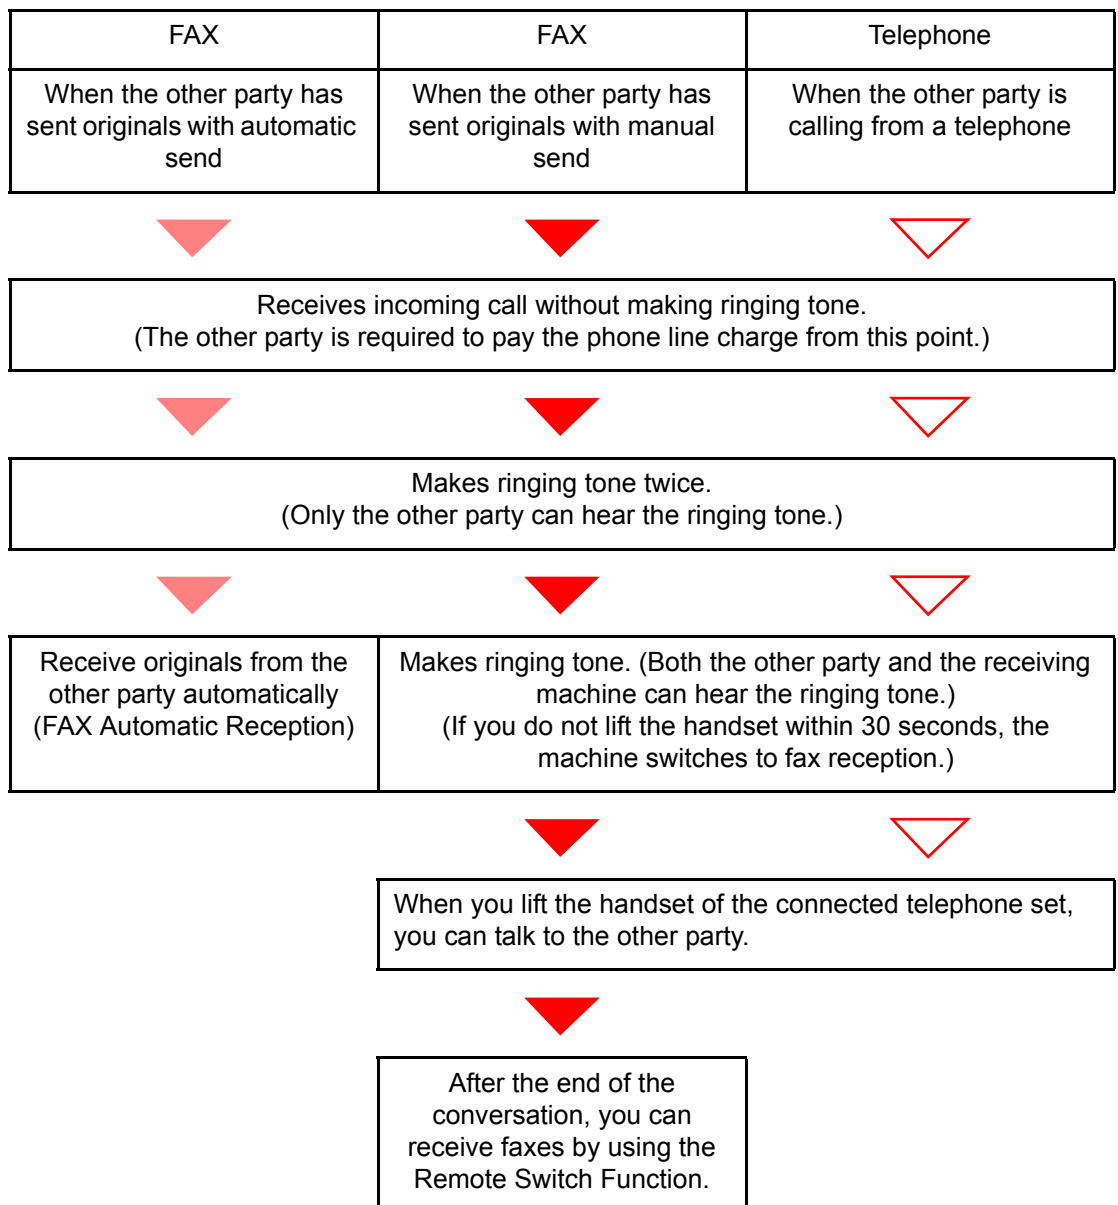 FAX
FAX
Telephone
When the other party has
sent originals with automatic
send
When the other party has
sent originals with manual
send
When the other party is
calling from a telephone
Receives incoming call without making ringing tone.
(The other party is required to pay the phone line charge from this point.)
Makes ringing tone twice.
(Only the other party can hear the ringing tone.)
Receive originals from the
other party automatically
(FAX Automatic Reception)
Makes ringing tone. (Both the other party and the receiving
machine can hear the ringing tone.)
(If you do not lift the handset within 30 seconds, the
machine switches to fax reception.)
When you lift the handset of the connected telephone set,
you can talk to the other party.
After the end of the
conversation, you can
receive faxes by using the
Remote Switch Function.